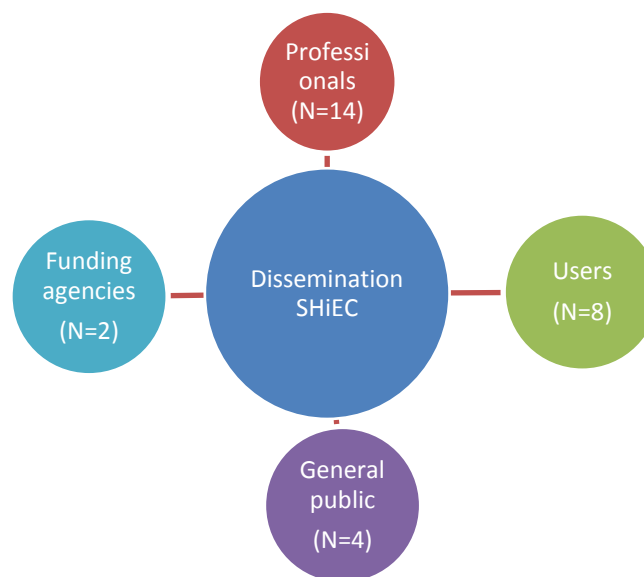 Professi
onals
(N=14)
Funding
agencies
(N=2)
Dissemination
SHiEC
Users
(N=8)
General
public
(N=4)